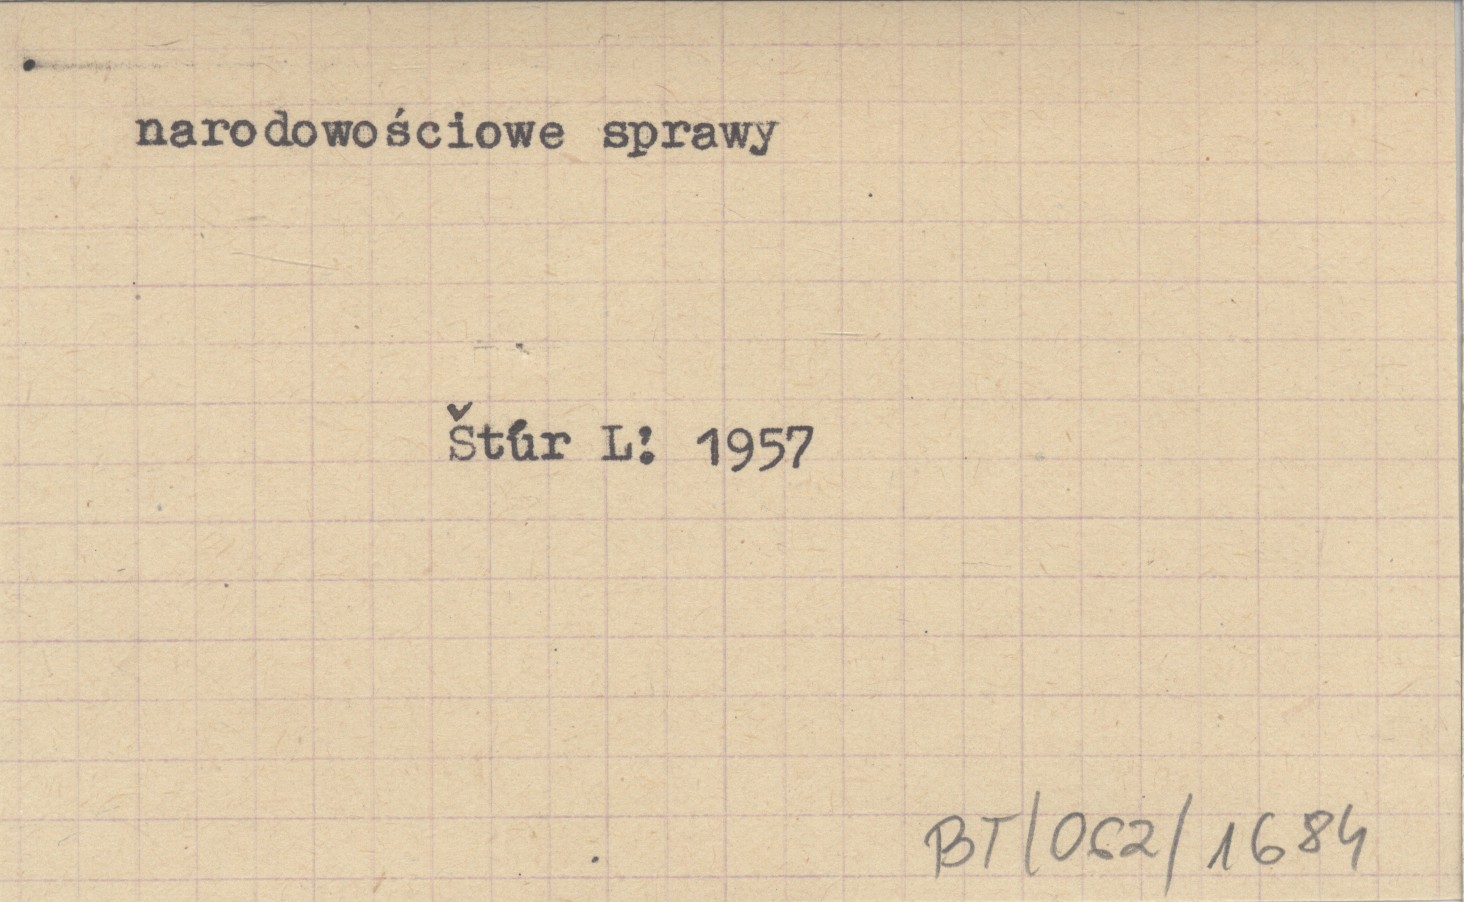 narodowościowe sprawy
Štúr L: 1957
BT/062/1684